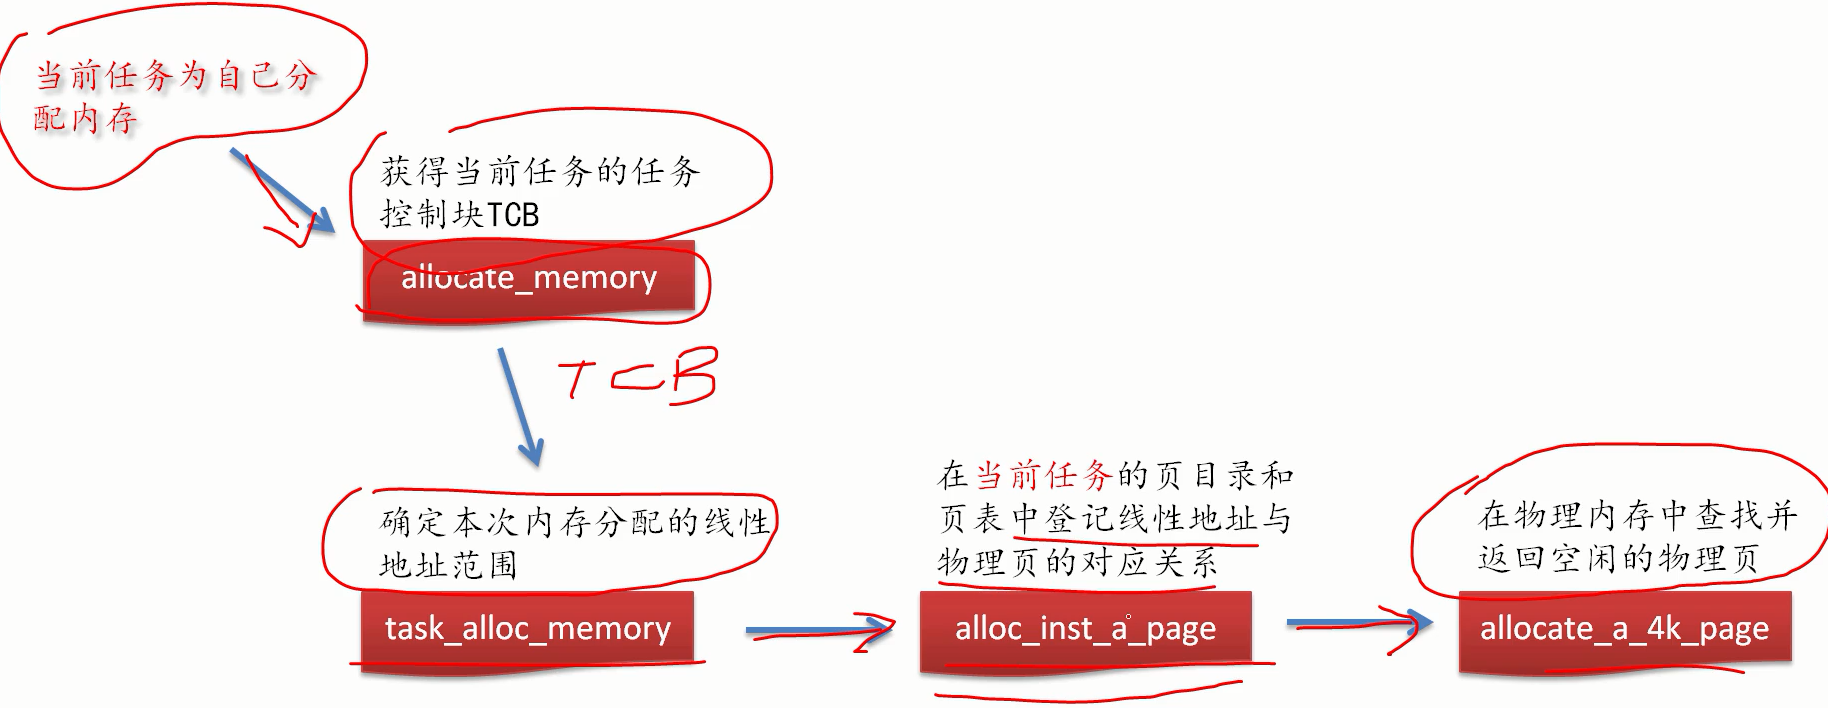 当前任务为自己分
配内存
获得当前任务的任务
控制块TCB
allocate_memory
TCB
确定本次内存分配的线性
地址范围
task_alloc_memory
在当前任务的页目录和
页表中登记线性地址与
物理页的对应关系
alloc_inst_a_page
在物理内存中查找并
返回空闲的物理页
allocate_a_4k_page